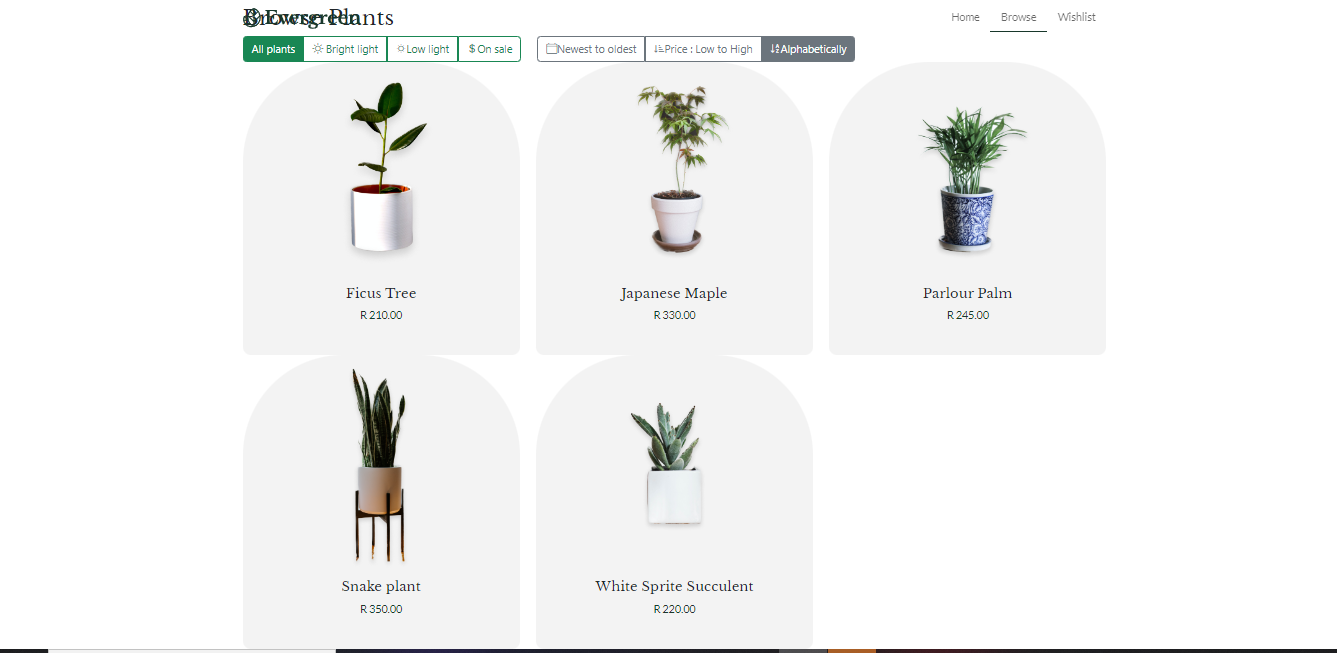 Evergreen
Browse Plants
Home Browse Wishlist
All plants Bright light Low light $ On sale Newest to oldest Price : Low to High Alphabetically
Ficus Tree Japanese Maple Parlour Palm
R 210.00 R 330.00 R 245.00
Snake plant White Sprite Succulent
R 350.00 R 220.00